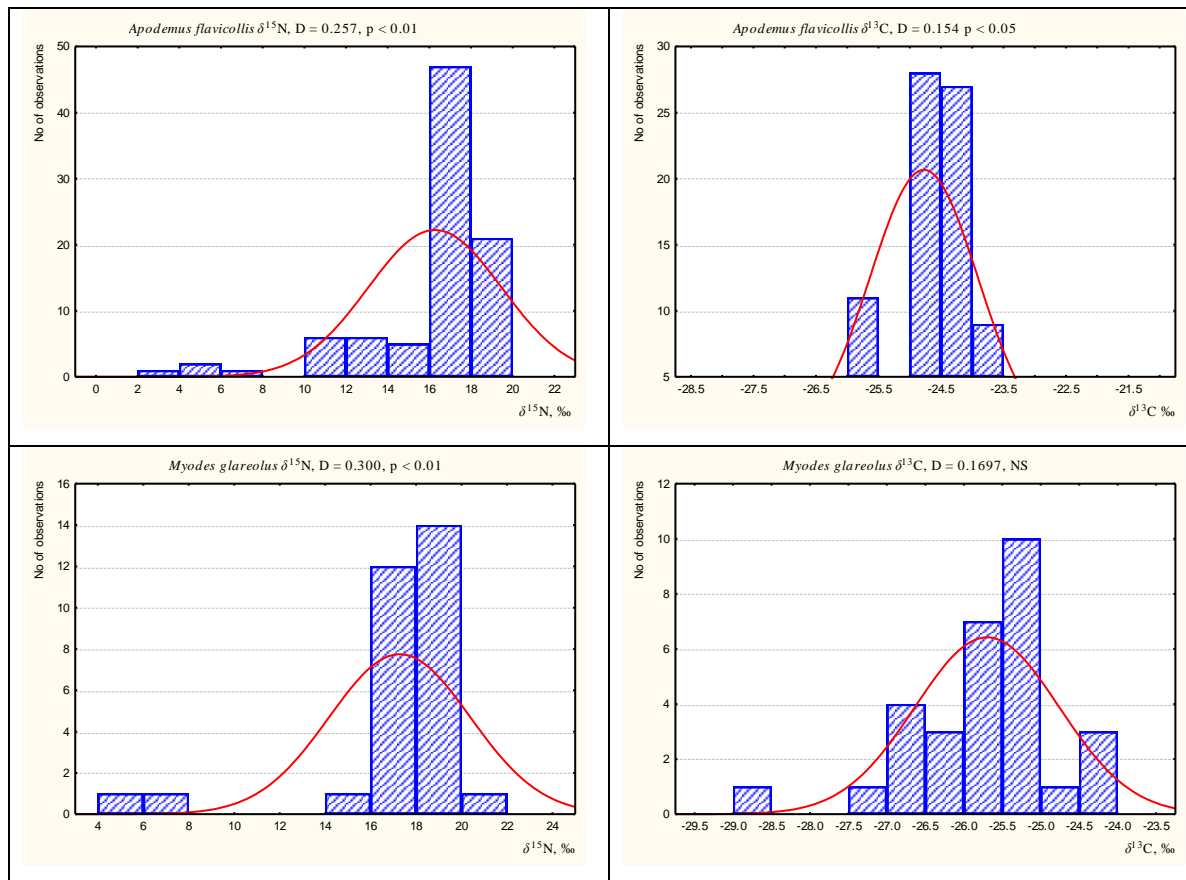 Apodemus flavicollis δ¹⁵N, D = 0.257, p < 0.01
No of observations
50
40
30
20
10
0
0 2 4 6 8 10 12 14 16 18 20 22
δ¹⁵N, ‰
Apodemus flavicollis δ¹³C, D = 0.154 p < 0.05
No of observations
30
25
20
15
10
5
-28.5 -27.5 -26.5 -25.5 -24.5 -23.5 -22.5 -21.5
δ¹³C ‰
Myodes glareolus δ¹⁵N, D = 0.300, p < 0.01
No of observations
16
14
12
10
8
6
4
2
0
4 6 8 10 12 14 16 18 20 22 24
δ¹⁵N, ‰
Myodes glareolus δ¹³C, D = 0.1697, NS
No of observations
12
10
8
6
4
2
0
-29.5 -29.0 -28.5 -28.0 -27.5 -27.0 -26.5 -26.0 -25.5 -25.0 -24.5 -24.0 -23.5
δ¹³C, ‰